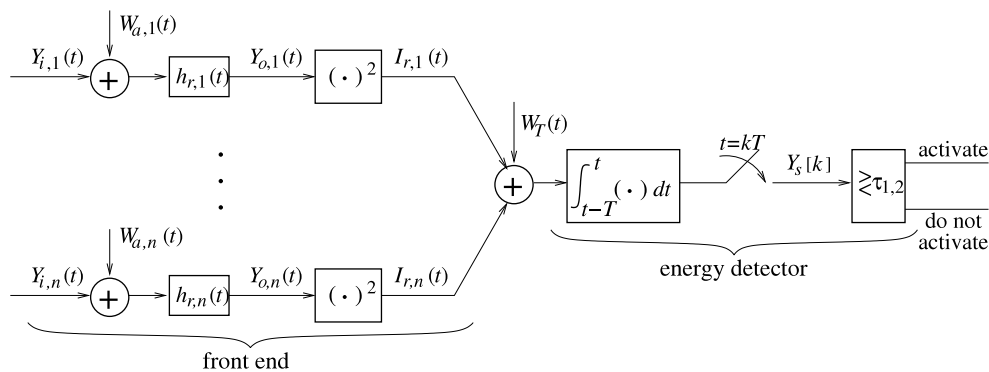 W_{a,1}(t)
Y_{i,1}(t)
+
h_{r,1}(t)
Y_{o,1}(t)
( · )^2
I_{r,1}(t)
W_T(t)
+
∫_{t−T}^{t} ( · ) dt
t=kT
Y_s[k]
≷τ_{1,2}
activate
do not
activate
energy detector
W_{a,n}(t)
Y_{i,n}(t)
+
h_{r,n}(t)
Y_{o,n}(t)
( · )^2
I_{r,n}(t)
front end